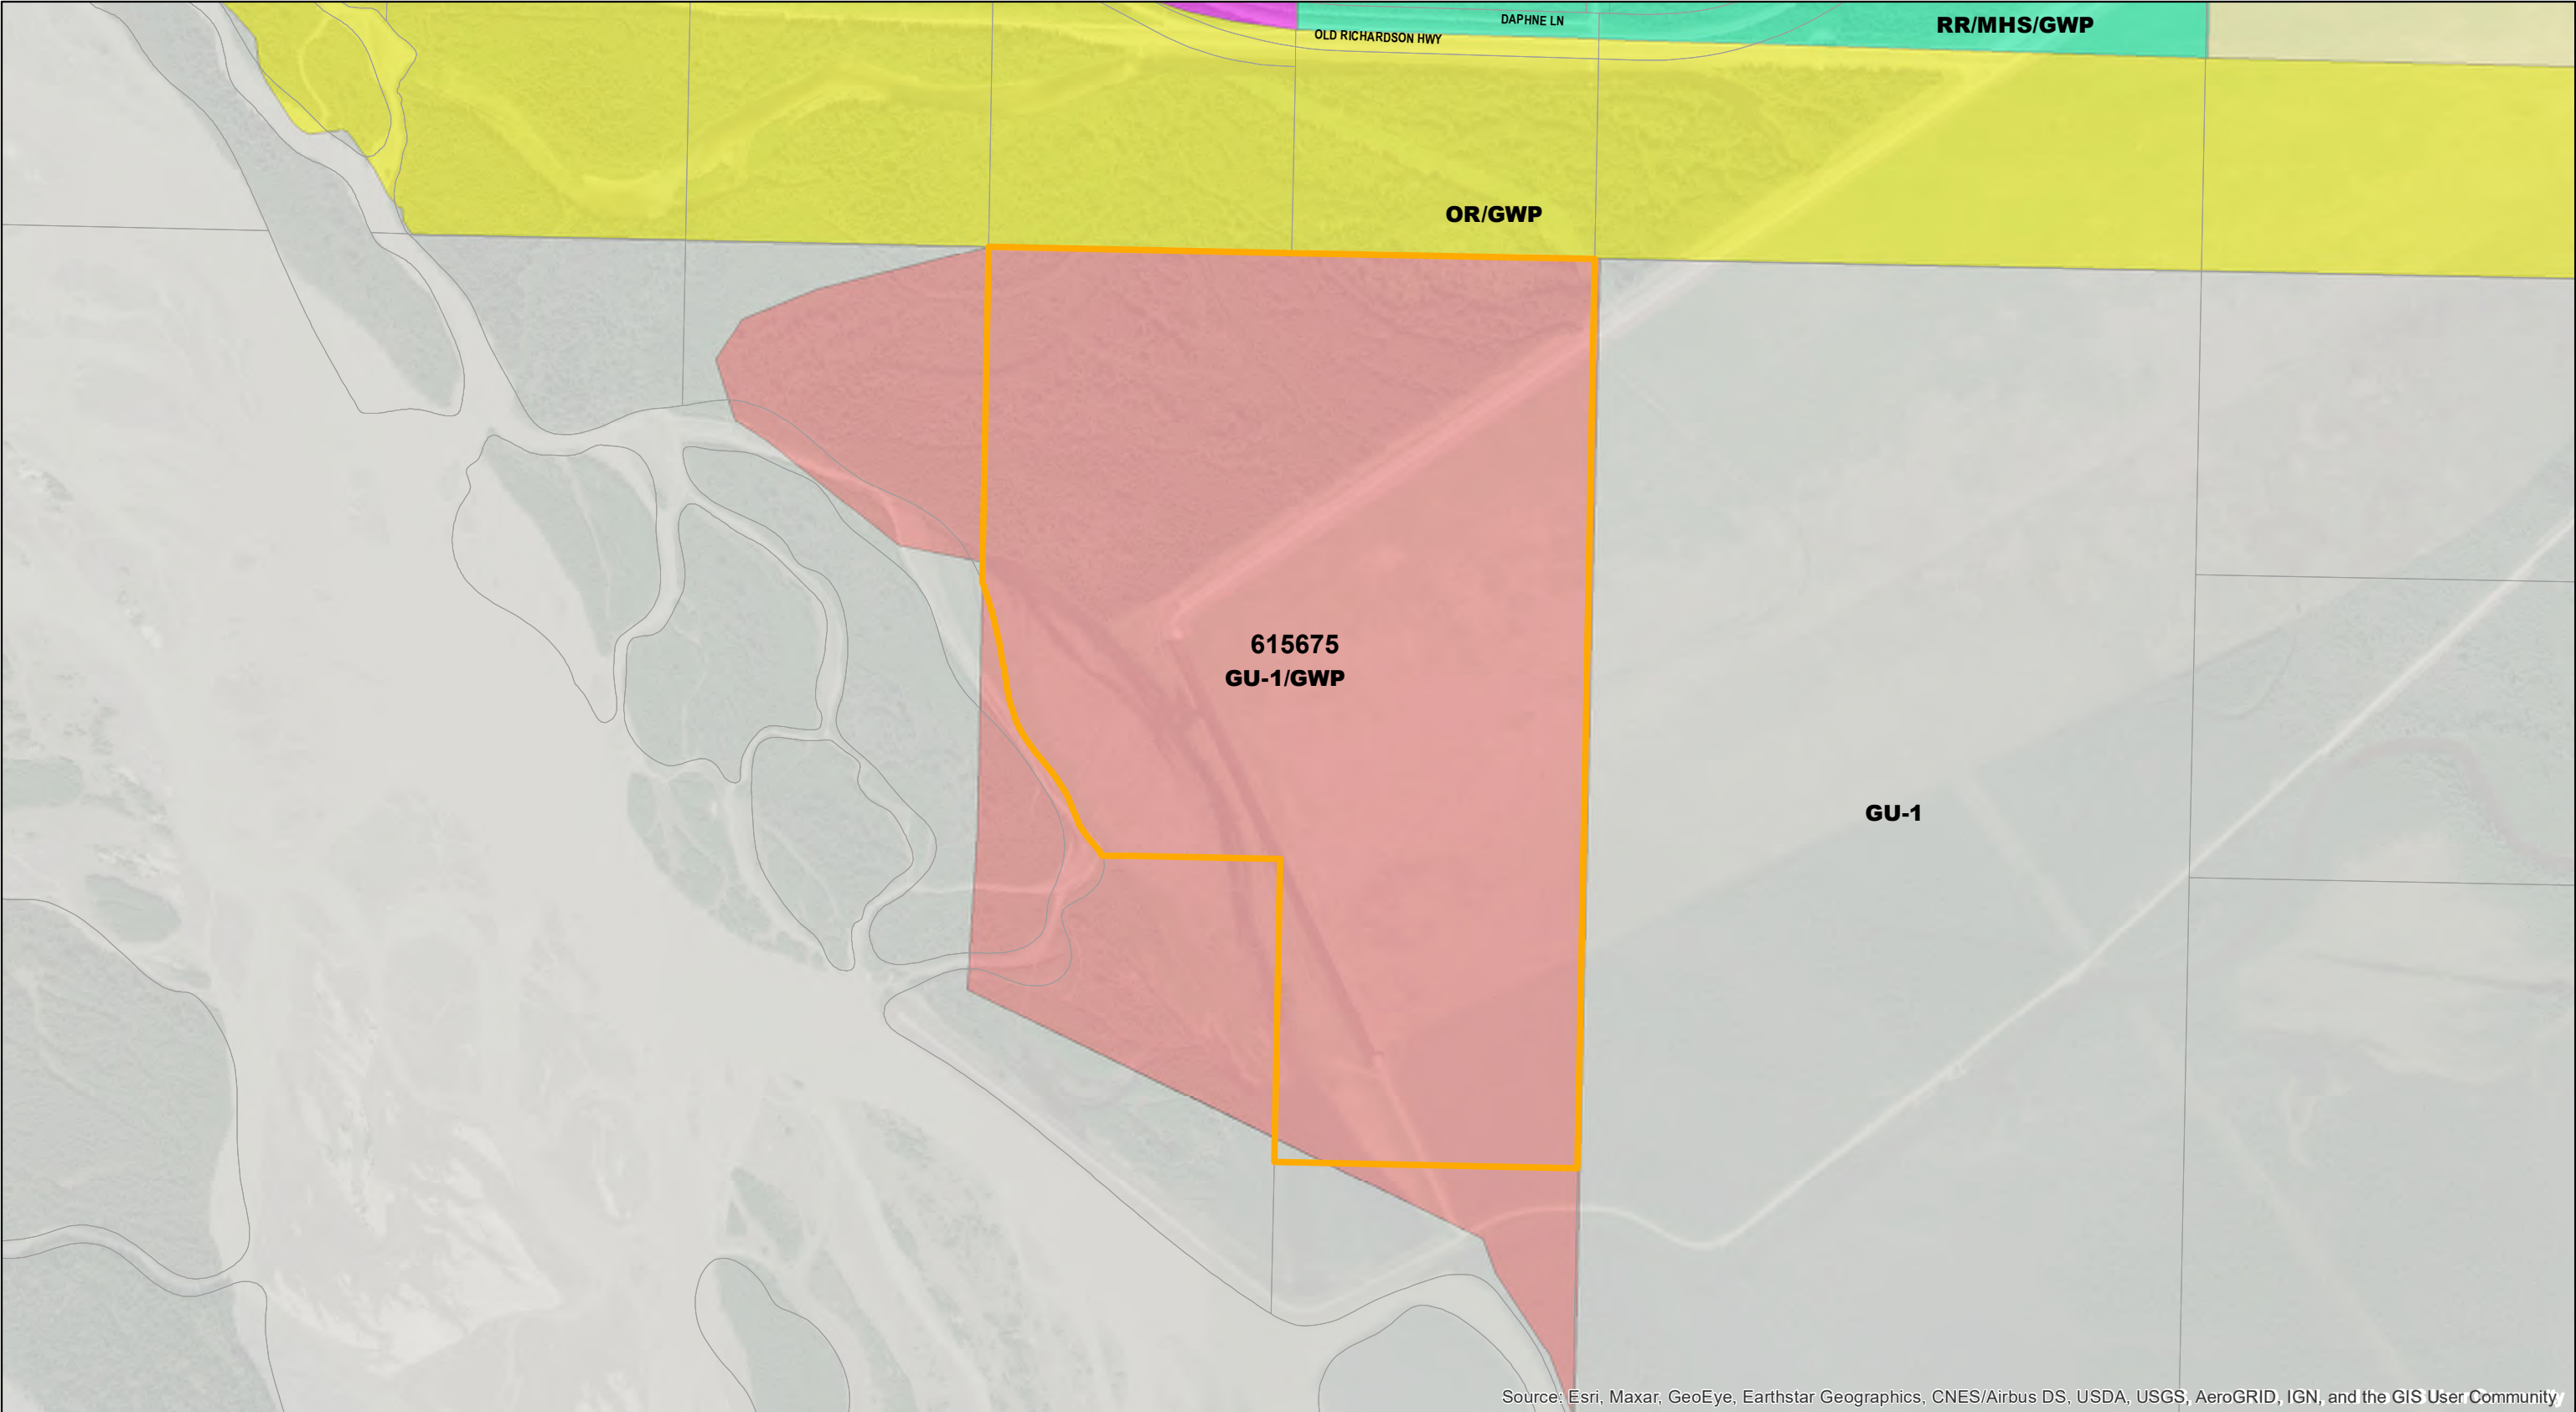 DAPHNE LN
RR/MHS/GWP
OLD RICHARDSON HWY
OR/GWP
615675
GU-1/GWP
GU-1
Source: Esri, Maxar, GeoEye, Earthstar Geographics, CNES/Airbus DS, USDA, USGS, AeroGRID, IGN, and the GIS User Community